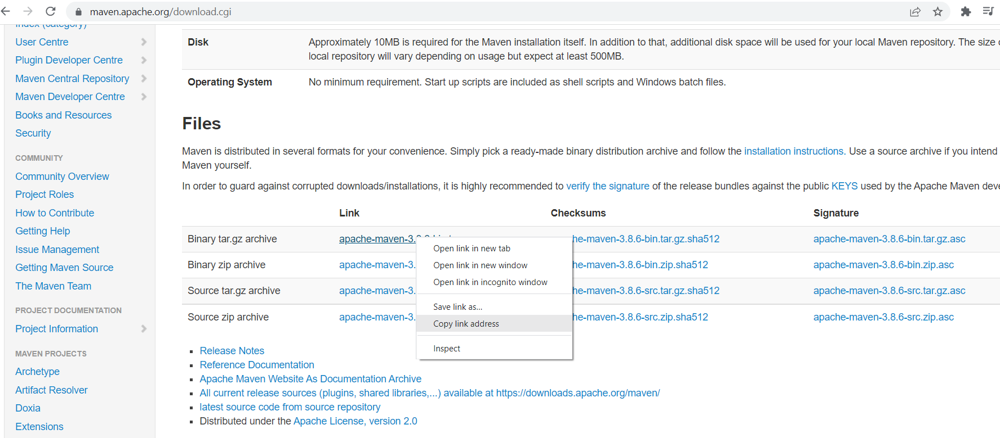 maven.apache.org/download.cgi
Index (category)
User Centre
Plugin Developer Centre
Maven Central Repository
Maven Developer Centre
Books and Resources
Security
COMMUNITY
Community Overview
Project Roles
How to Contribute
Getting Help
Issue Management
Getting Maven Source
The Maven Team
PROJECT DOCUMENTATION
Project Information
MAVEN PROJECTS
Archetype
Artifact Resolver
Doxia
Extensions
Disk Approximately 10MB is required for the Maven installation itself. In addition to that, additional disk space will be used for your local Maven repository. The size
local repository will vary depending on usage but expect at least 500MB.
Operating System No minimum requirement. Start up scripts are included as shell scripts and Windows batch files.
Files
Maven is distributed in several formats for your convenience. Simply pick a ready-made binary distribution archive and follow the installation instructions. Use a source archive if you intend
Maven yourself.
In order to guard against corrupted downloads/installations, it is highly recommended to verify the signature of the release bundles against the public KEYS used by the Apache Maven deve
Link Checksums Signature
Binary tar.gz archive apache-maven-3. he-maven-3.8.6-bin.tar.gz.sha512 apache-maven-3.8.6-bin.tar.gz.asc
Binary zip archive apache-maven-3. he-maven-3.8.6-bin.zip.sha512 apache-maven-3.8.6-bin.zip.asc
Source tar.gz archive apache-maven-3. he-maven-3.8.6-src.tar.gz.sha512 apache-maven-3.8.6-src.tar.gz.asc
Source zip archive apache-maven-3. he-maven-3.8.6-src.zip.sha512 apache-maven-3.8.6-src.zip.asc
Open link in new tab
Open link in new window
Open link in incognito window
Save link as...
Copy link address
Inspect
Release Notes
Reference Documentation
Apache Maven Website As Documentation Archive
All current release sources (plugins, shared libraries,...) available at https://downloads.apache.org/maven/
latest source code from source repository
Distributed under the Apache License, version 2.0